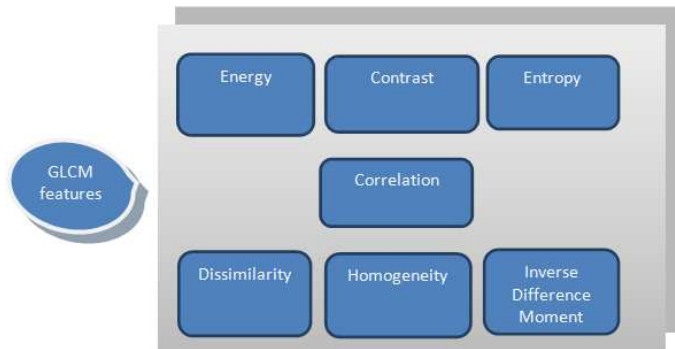 Energy
Contrast
Entropy
GLCM
features
Correlation
Dissimilarity
Homogeneity
Inverse
Difference
Moment